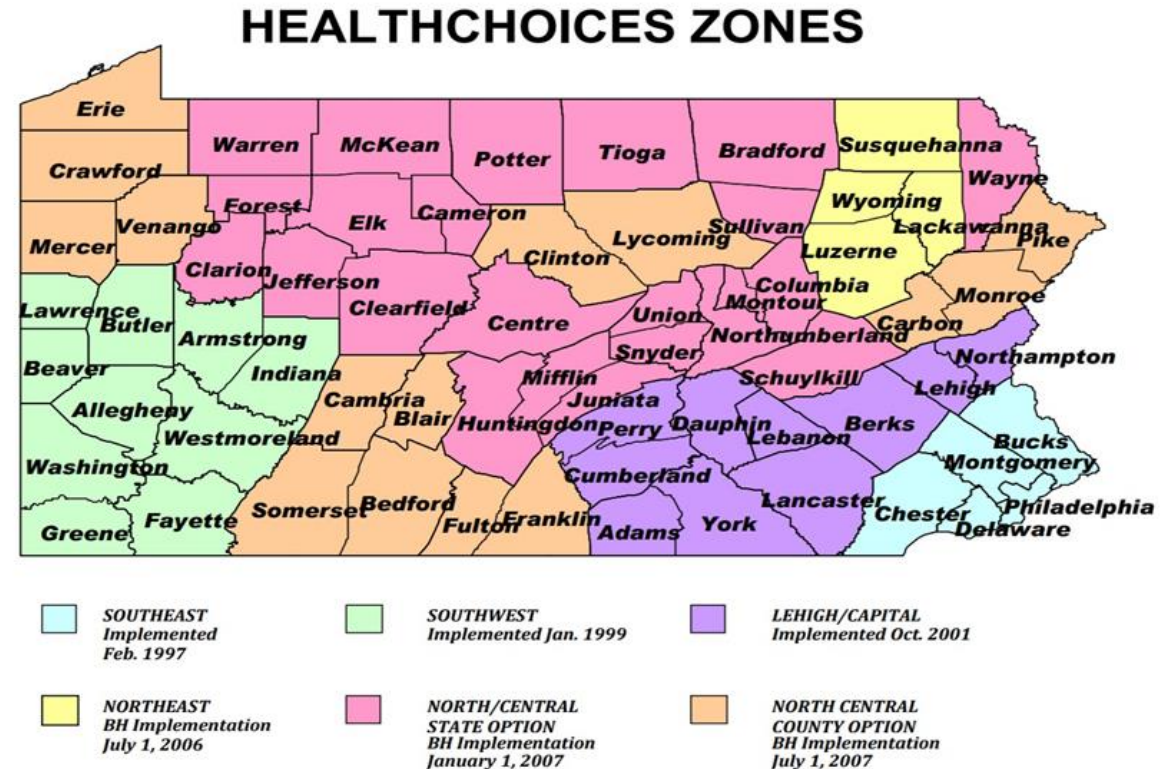 HEALTHCHOICES ZONES
Erie
Warren
McKean
Potter
Tioga
Bradford
Susquehanna
Crawford
Wayne
Forest
Elk
Cameron
Wyoming
Venango
Mercer
Lycoming
Sullivan
Lackawanna
Pike
Clinton
Luzerne
Clarion
Jefferson
Columbia
Monroe
Lawrence
Butler
Clearfield
Centre
Union
Montour
Carbon
Armstrong
Northumberland
Snyder
Northampton
Beaver
Indiana
Mifflin
Schuylkill
Lehigh
Allegheny
Cambria
Blair
Juniata
Huntingdon
Perry
Dauphin
Berks
Westmoreland
Lebanon
Bucks
Washington
Cumberland
Montgomery
Somerset
Bedford
Lancaster
Philadelphia
Greene
Fayette
Fulton
Franklin
Adams
York
Chester
Delaware
SOUTHEAST
Implemented
Feb. 1997
SOUTHWEST
Implemented Jan. 1999
LEHIGH/CAPITAL
Implemented Oct. 2001
NORTHEAST
BH Implementation
July 1, 2006
NORTH/CENTRAL
STATE OPTION
BH Implementation
January 1, 2007
NORTH CENTRAL
COUNTY OPTION
BH Implementation
July 1, 2007